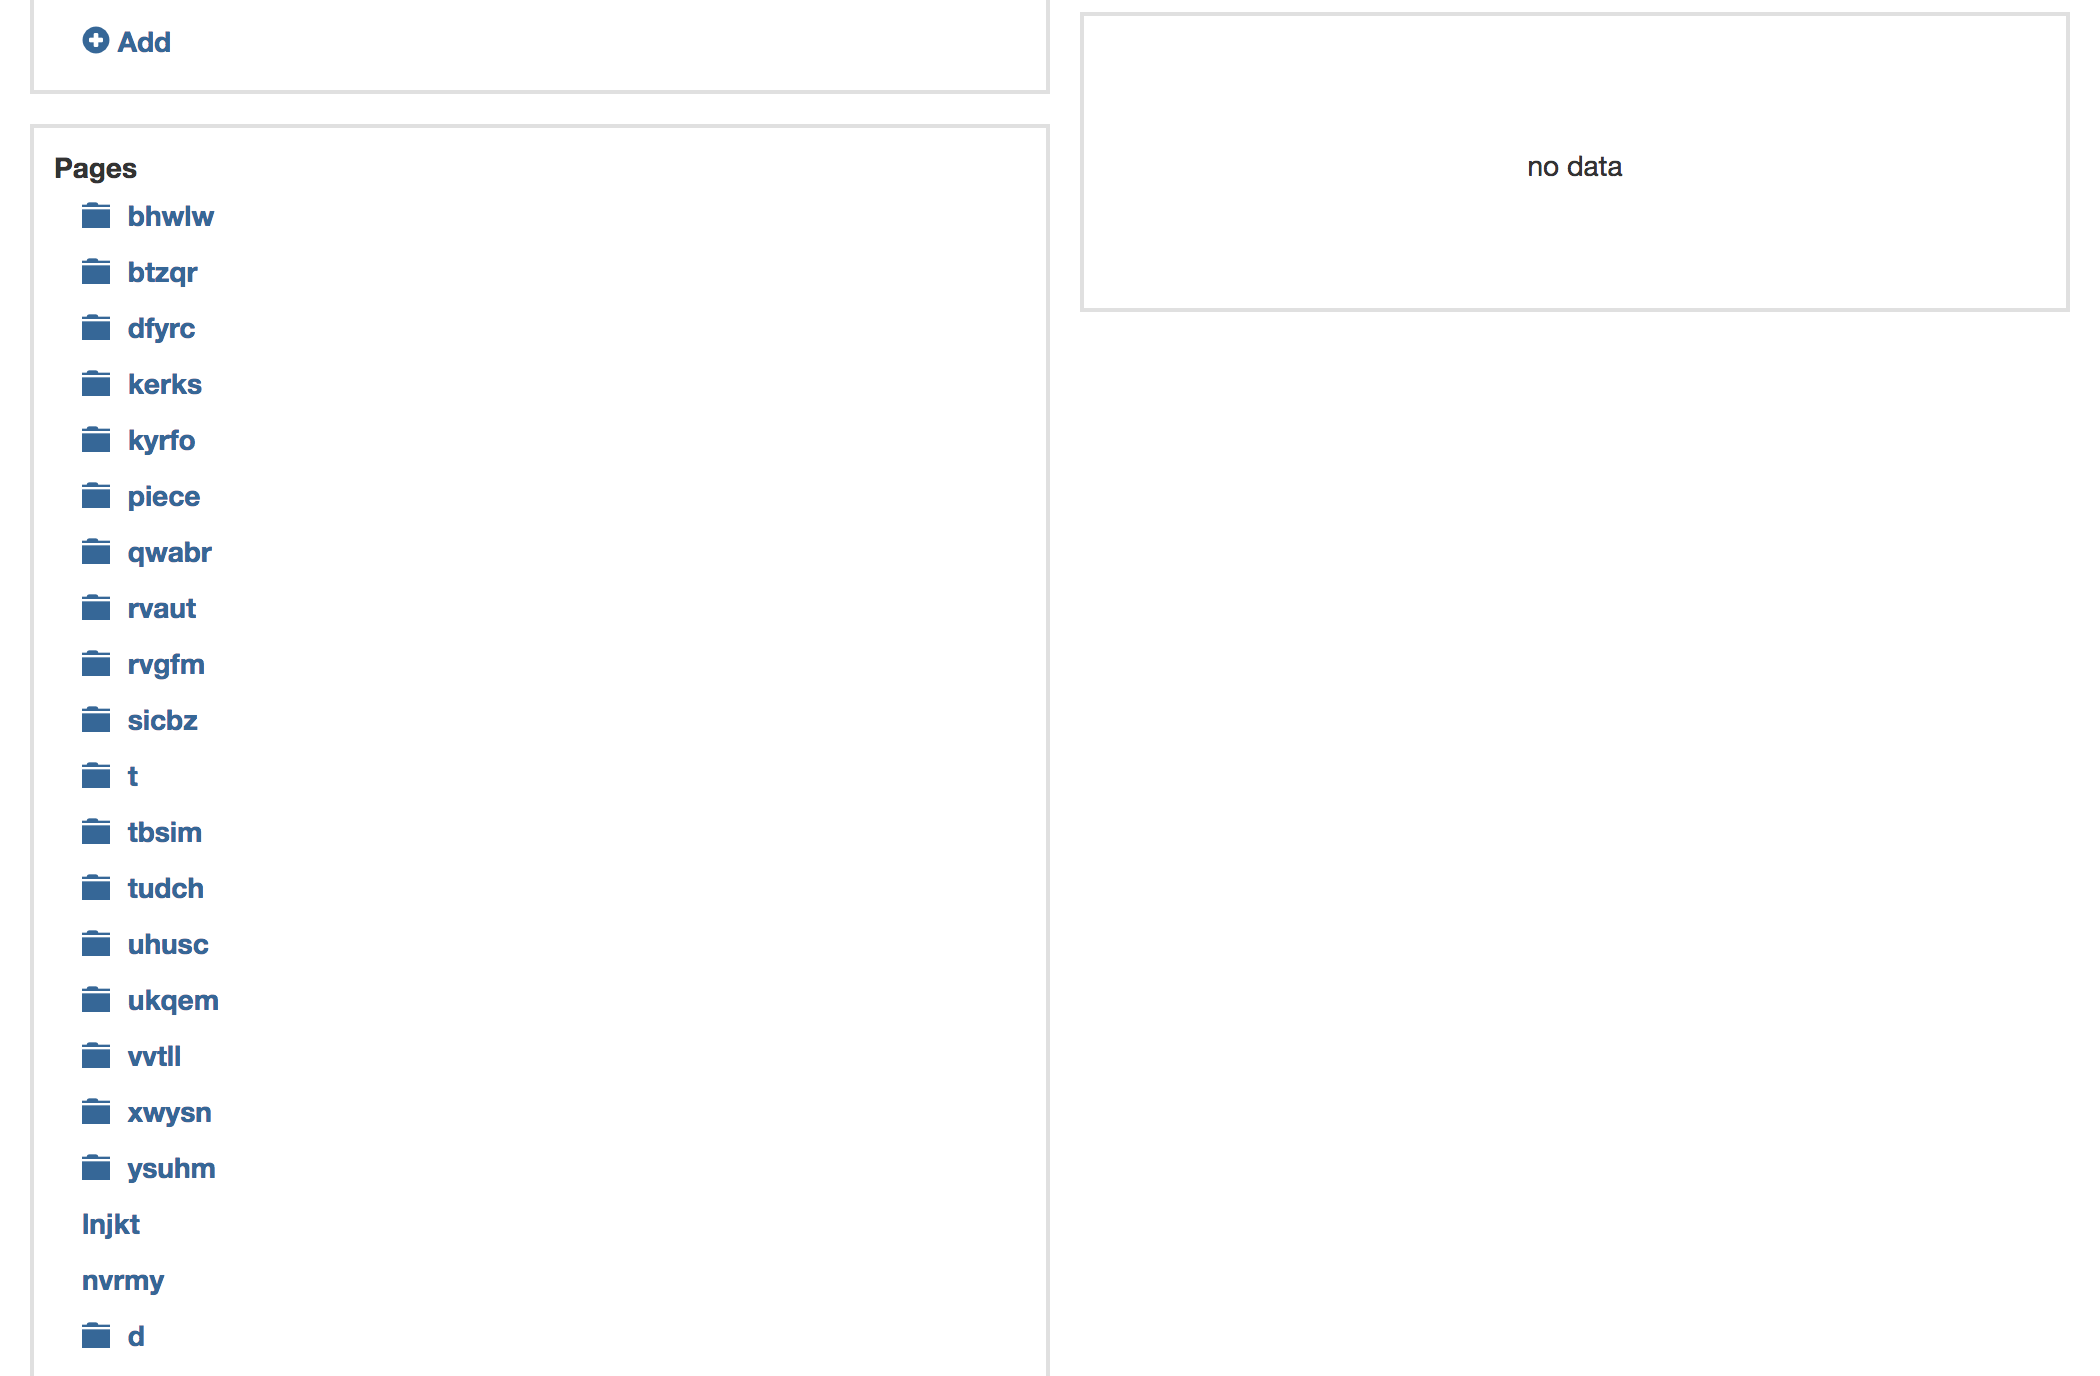 Add
Pages
bhwlw
btzqr
dfyrc
kerks
kyrfo
piece
qwabr
rvaut
rvgfm
sicbz
t
tbsim
tudch
uhusc
ukqem
vvtll
xwysn
ysuhm
lnjkt
nvrmy
d
no data